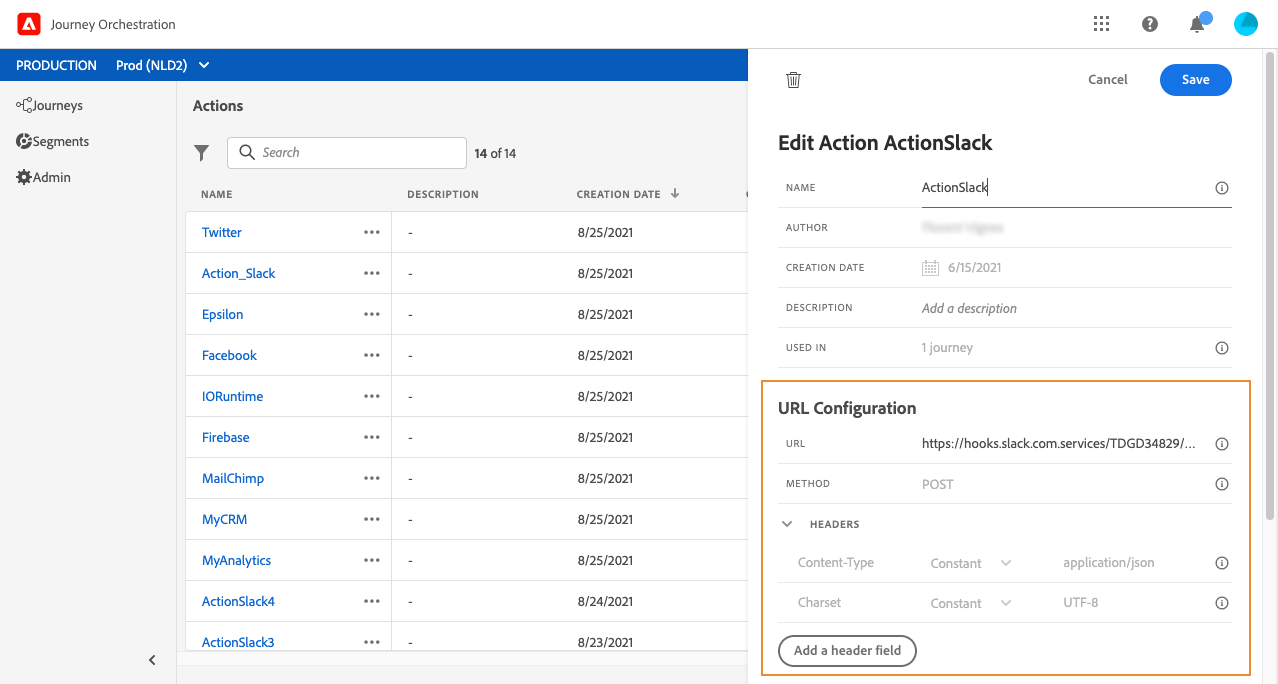 Journey Orchestration
PRODUCTION Prod (NLD2)
Journeys
Segments
Admin
Actions
Search
14 of 14
NAME DESCRIPTION CREATION DATE
Twitter - 8/25/2021
Action_Slack - 8/25/2021
Epsilon - 8/25/2021
Facebook - 8/25/2021
IORuntime - 8/25/2021
Firebase - 8/25/2021
MailChimp - 8/25/2021
MyCRM - 8/25/2021
MyAnalytics - 8/25/2021
ActionSlack4 - 8/24/2021
ActionSlack3 - 8/23/2021
Cancel Save
Edit Action ActionSlack
NAME ActionSlack
AUTHOR
CREATION DATE 6/15/2021
DESCRIPTION Add a description
USED IN 1 journey
URL Configuration
URL https://hooks.slack.com.services/TDGD34829/...
METHOD POST
HEADERS
Content-Type Constant application/json
Charset Constant UTF-8
Add a header field